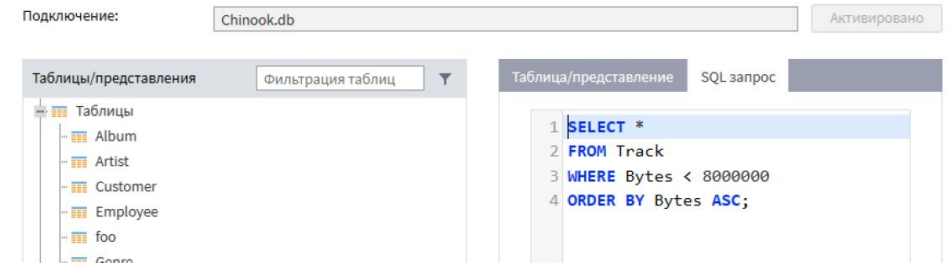 Подключение:
Chinook.db
Активировано
Таблицы/представления
Фильтрация таблиц
Таблицы
Album
Artist
Customer
Employee
foo
Genre
Таблица/представление
SQL запрос
1 SELECT *
2 FROM Track
3 WHERE Bytes < 8000000
4 ORDER BY Bytes ASC;